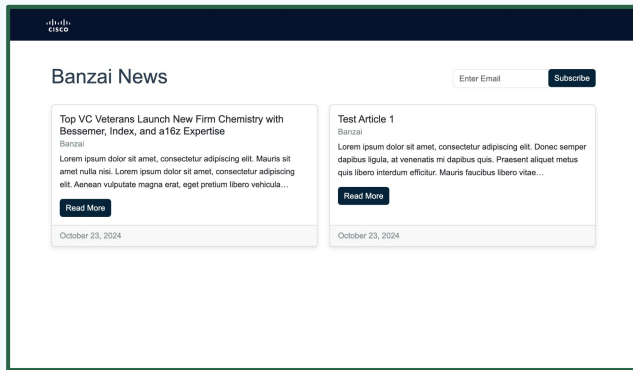 CISCO
Banzai News
Enter Email
Subscribe
Top VC Veterans Launch New Firm Chemistry with
Bessemer, Index, and a16z Expertise
Banzai
Lorem ipsum dolor sit amet, consectetur adipiscing elit. Mauris sit
amet nulla nisi. Lorem ipsum dolor sit amet, consectetur adipiscing
elit. Aenean vulputate magna erat, eget pretium libero vehicula...
Read More
October 23, 2024
Test Article 1
Banzai
Lorem ipsum dolor sit amet, consectetur adipiscing elit. Donec semper
dapibus ligula, at venenatis mi dapibus quis. Praesent aliquet metus
quis libero interdum efficitur. Mauris faucibus libero vitae...
Read More
October 23, 2024